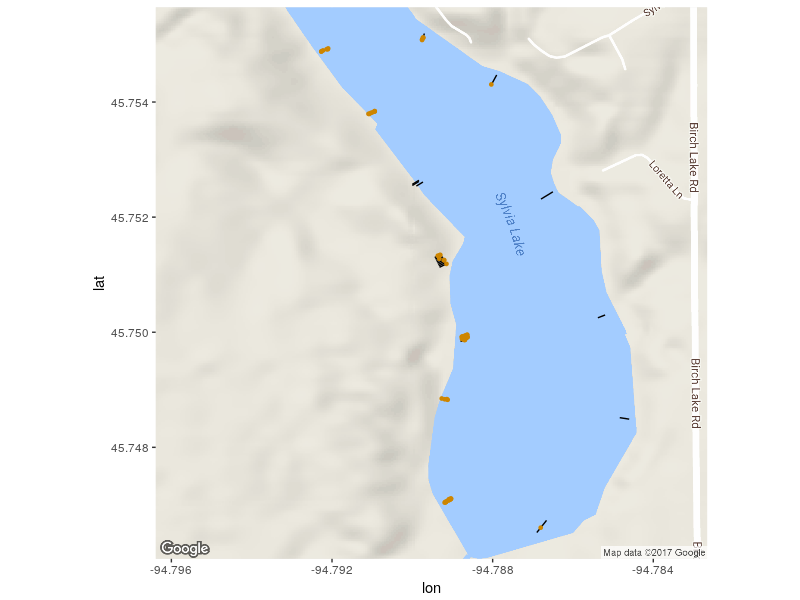 Sylv
45.754
Birch Lake Rd
Loretta Ln
45.752
Sylvia Lake
lat
45.750
Birch Lake Rd
45.748
B
Google
Map data ©2017 Google
-94.796
-94.792
-94.788
-94.784
lon